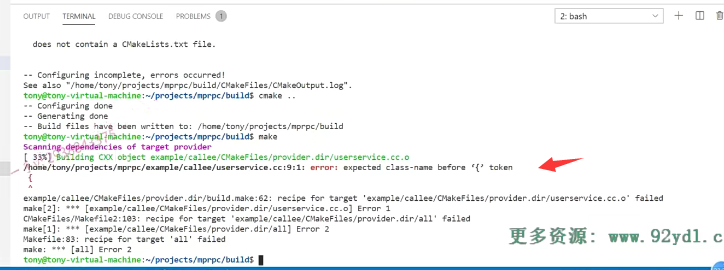 OUTPUT TERMINAL DEBUG CONSOLE PROBLEMS 1 2: bash
does not contain a CMakeLists.txt file.
-- Configuring incomplete, errors occurred!
See also "/home/tony/projects/mprpc/build/CMakeFiles/CMakeOutput.log".
tony@tony-virtual-machine:~/projects/mprpc/build$ cmake ..
-- Configuring done
-- Generating done
-- Build files have been written to: /home/tony/projects/mprpc/build
tony@tony-virtual-machine:~/projects/mprpc/build$ make
Scanning dependencies of target provider
[ 33%] Building CXX object example/callee/CMakeFiles/provider.dir/userservice.cc.o
/home/tony/projects/mprpc/example/callee/userservice.cc:9:1: error: expected class-name before ‘{’ token
{
^
example/callee/CMakeFiles/provider.dir/build.make:62: recipe for target 'example/callee/CMakeFiles/provider.dir/userservice.cc.o' failed
make[2]: *** [example/callee/CMakeFiles/provider.dir/userservice.cc.o] Error 1
CMakeFiles/Makefile2:103: recipe for target 'example/callee/CMakeFiles/provider.dir/all' failed
make[1]: *** [example/callee/CMakeFiles/provider.dir/all] Error 2
Makefile:83: recipe for target 'all' failed
make: *** [all] Error 2
tony@tony-virtual-machine:~/projects/mprpc/build$
更多资源: www.92ydl.c